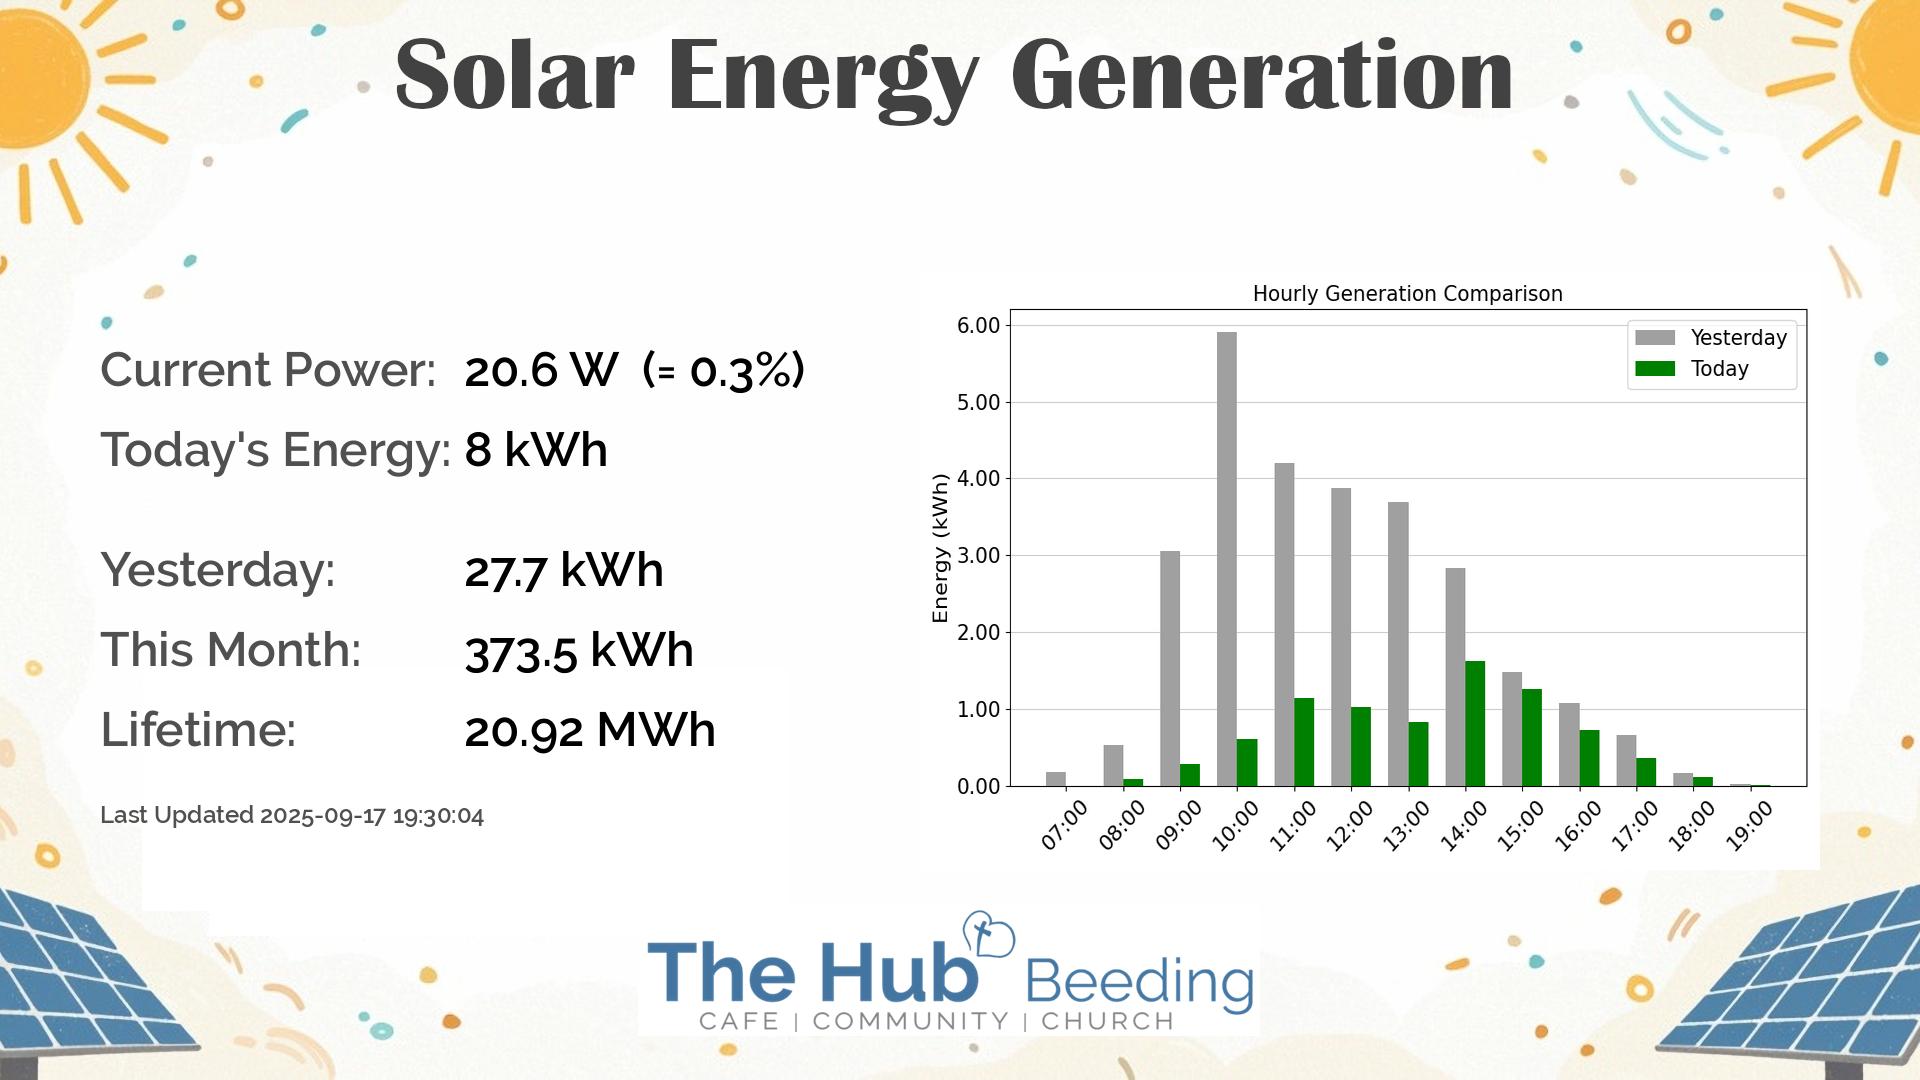 Solar Energy Generation
Current Power: 20.6 W (= 0.3%)
Today's Energy: 8 kWh
Yesterday: 27.7 kWh
This Month: 373.5 kWh
Lifetime: 20.92 MWh
Last Updated 2025-09-17 19:30:04
Hourly Generation Comparison
Yesterday
Today
Energy (kWh)
6.00
5.00
4.00
3.00
2.00
1.00
0.00
07:00 08:00 09:00 10:00 11:00 12:00 13:00 14:00 15:00 16:00 17:00 18:00 19:00
The Hub Beeding
CAFE | COMMUNITY | CHURCH